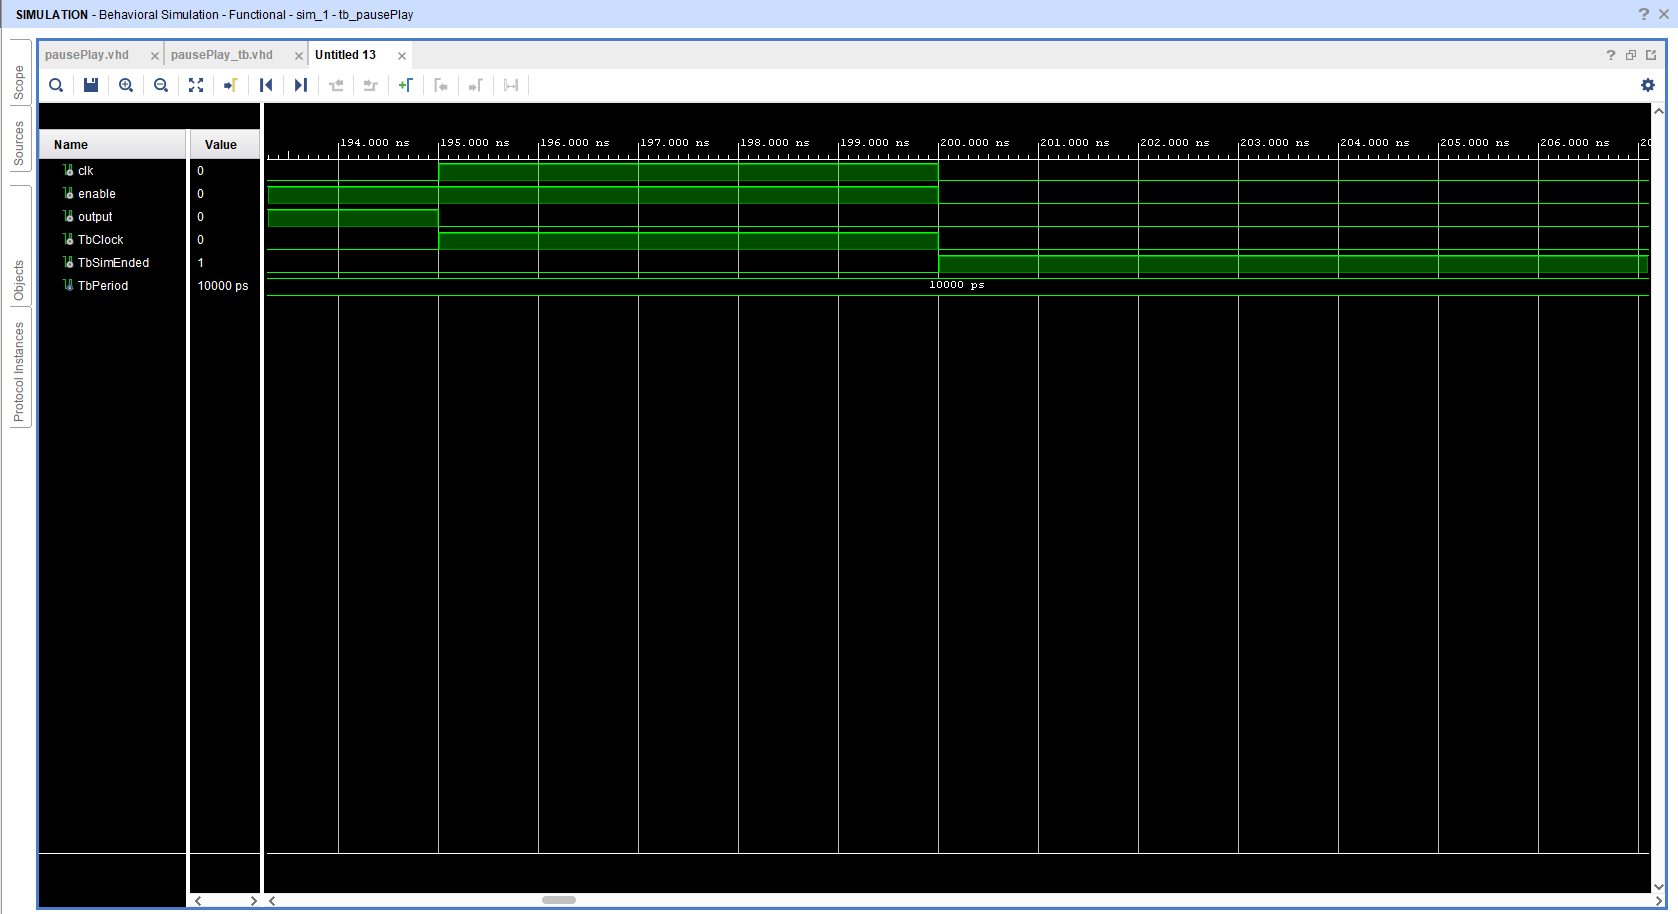 SIMULATION - Behavioral Simulation - Functional - sim_1 - tb_pausePlay
pausePlay.vhd
pausePlay_tb.vhd
Untitled 13
Scope
Sources
Objects
Protocol Instances
Name Value
194.000 ns 195.000 ns 196.000 ns 197.000 ns 198.000 ns 199.000 ns 200.000 ns 201.000 ns 202.000 ns 203.000 ns 204.000 ns 205.000 ns 206.000 ns 20
clk 0
enable 0
output 0
TbClock 0
TbSimEnded 1
TbPeriod 10000 ps 10000 ps